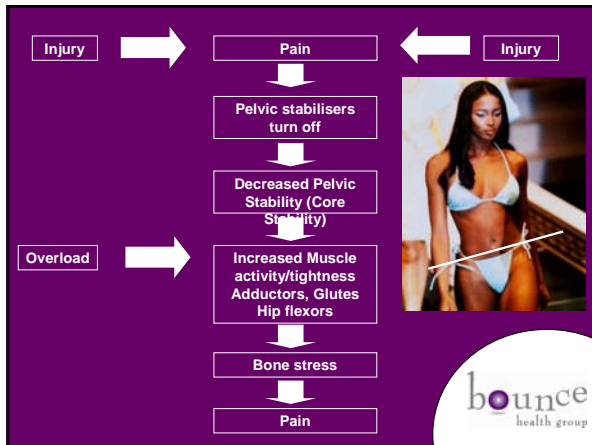 Injury
Pain
Injury
Pelvic stabilisers
turn off
Decreased Pelvic
Stability (Core
Stability)
Overload
Increased Muscle
activity/tightness
Adductors, Glutes
Hip flexors
Bone stress
Pain
bounce
health group